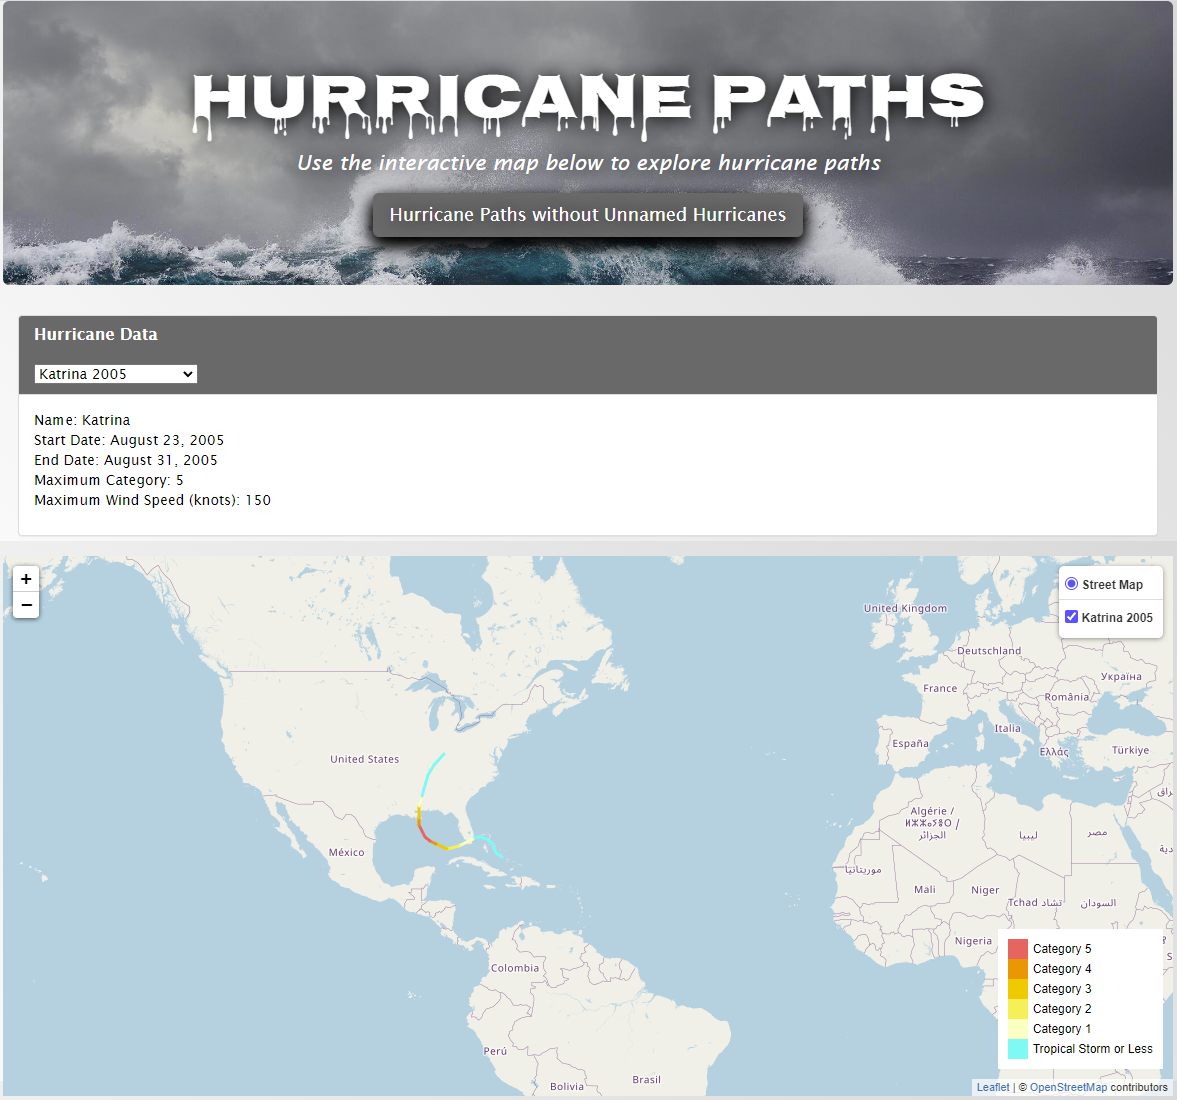 HURRICANE PATHS
Use the interactive map below to explore hurricane paths
Hurricane Paths without Unnamed Hurricanes
Hurricane Data
Katrina 2005
Name: Katrina
Start Date: August 23, 2005
End Date: August 31, 2005
Maximum Category: 5
Maximum Wind Speed (knots): 150
+
−
Street Map
Katrina 2005
United Kingdom
Deutschland
Україна
France
România
Italia
España
Ελλάς
Türkiye
United States
Algérie /
ⵍⵣⵣⴰⵢⴻⵔ /
الجزائر
ليبيا
مصر
México
موريتانيا
Mali
Niger
Tchad تشاد
السودان
Nigeria
Colombia
Perú
Brasil
Bolivia
Category 5
Category 4
Category 3
Category 2
Category 1
Tropical Storm or Less
Leaflet | © OpenStreetMap contributors